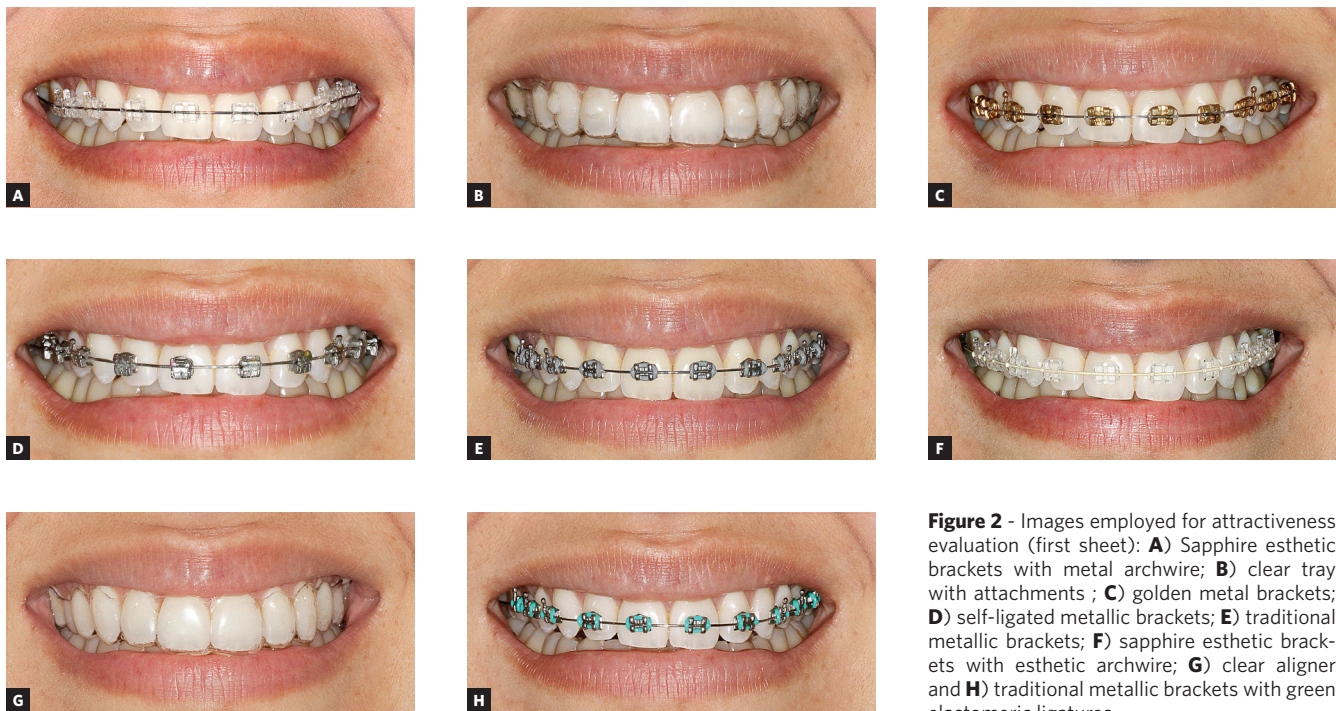 A
B
C
D
E
F
G
H
Figure 2 - Images employed for attractiveness
evaluation (first sheet): A) Sapphire esthetic
brackets with metal archwire; B) clear tray
with attachments ; C) golden metal brackets;
D) self-ligated metallic brackets; E) traditional
metallic brackets; F) sapphire esthetic brack-
ets with esthetic archwire; G) clear aligner
and H) traditional metallic brackets with green